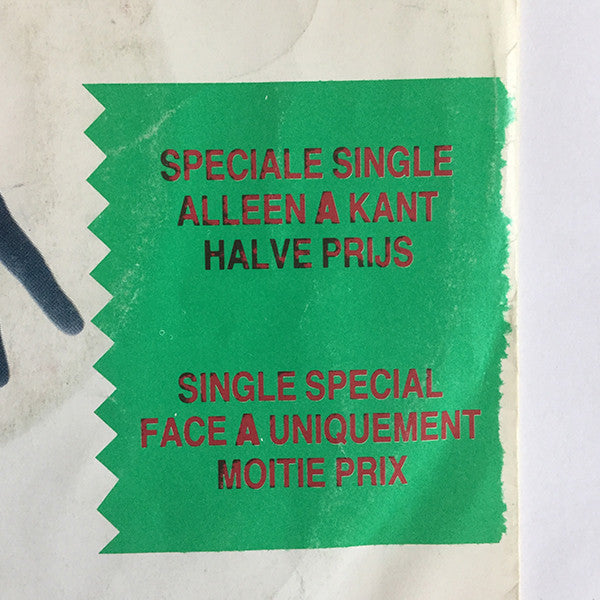 SPECIALE SINGLE
ALLEEN A KANT
HALVE PRIJS
SINGLE SPECIAL
FACE A UNIQUEMENT
MOITIE PRIX